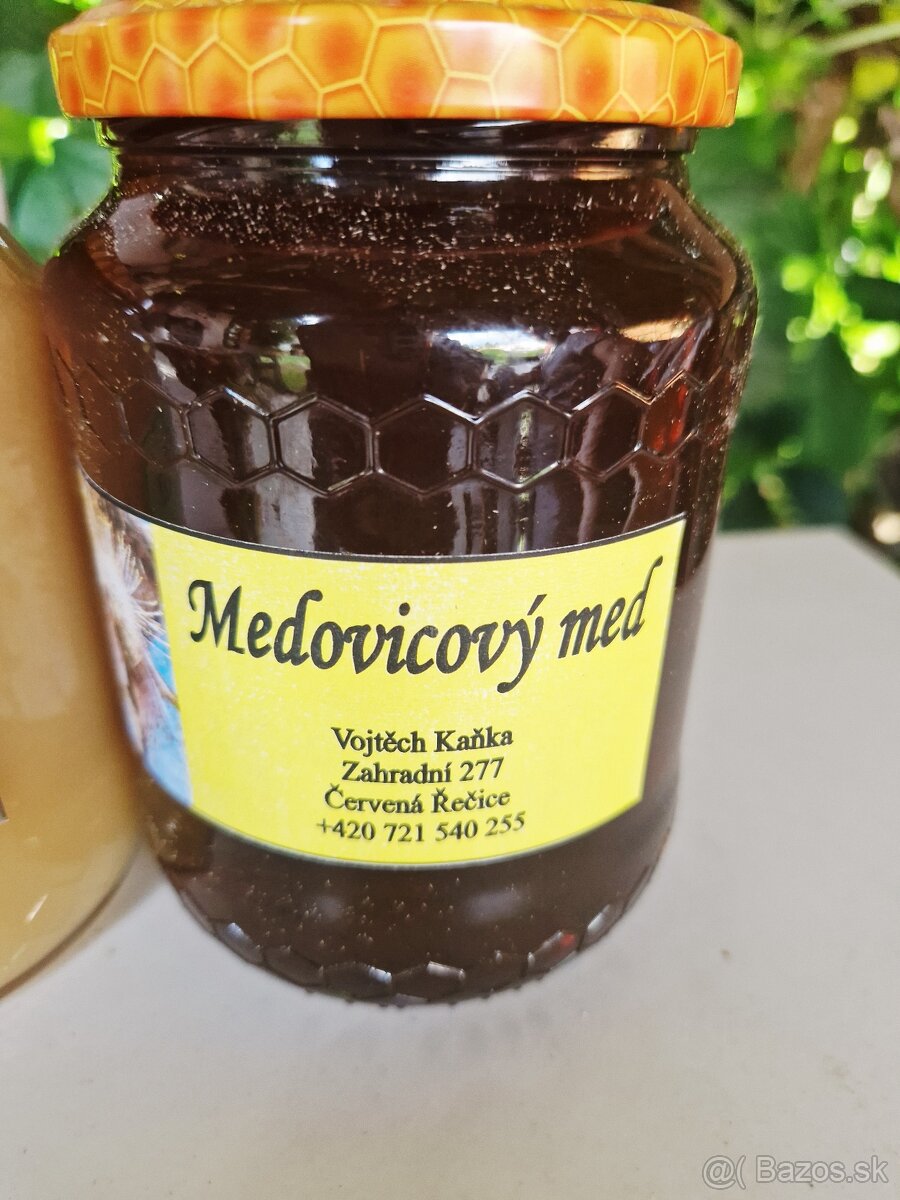 Medovicový med
Vojtěch Kaňka
Zahradní 277
Červená Řečice
+420 721 540 255
@( Bazos.sk